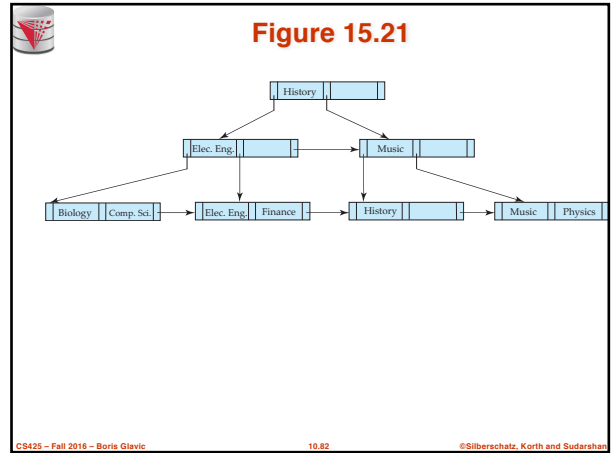 Figure 15.21
History
Elec. Eng.
Music
Biology Comp. Sci.
Elec. Eng. Finance
History
Music Physics
CS425 – Fall 2016 – Boris Glavic 10.82 ©Silberschatz, Korth and Sudarshan